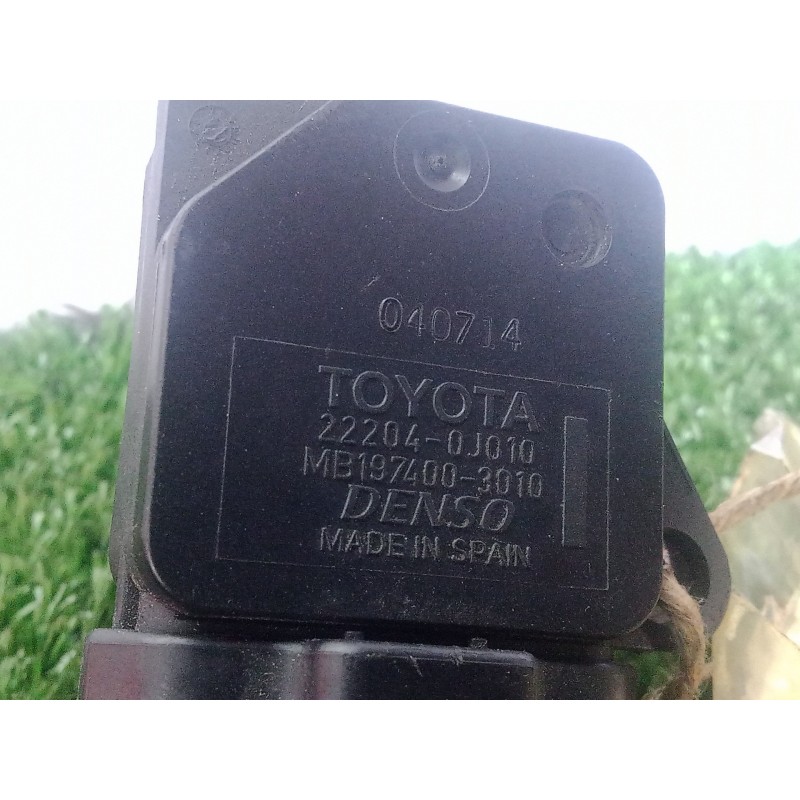 040714
TOYOTA
22204-0J010
MB197400-3010
DENSO
MADE IN SPAIN